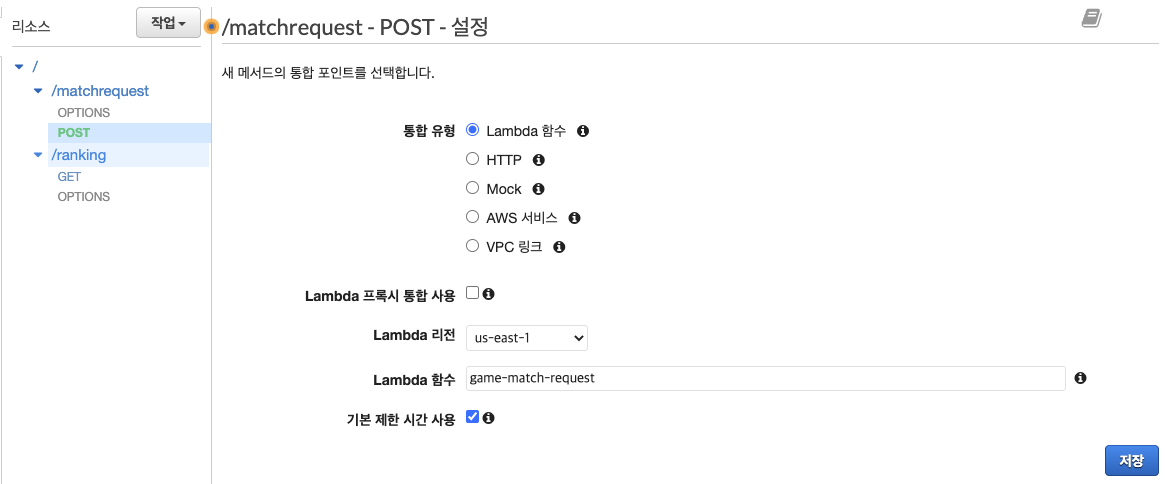 리소스
작업
/matchrequest - POST - 설정
/
/matchrequest
OPTIONS
POST
/ranking
GET
OPTIONS
새 메서드의 통합 포인트를 선택합니다.
통합 유형
Lambda 함수
HTTP
Mock
AWS 서비스
VPC 링크
Lambda 프록시 통합 사용
Lambda 리전
us-east-1
Lambda 함수
game-match-request
기본 제한 시간 사용
저장